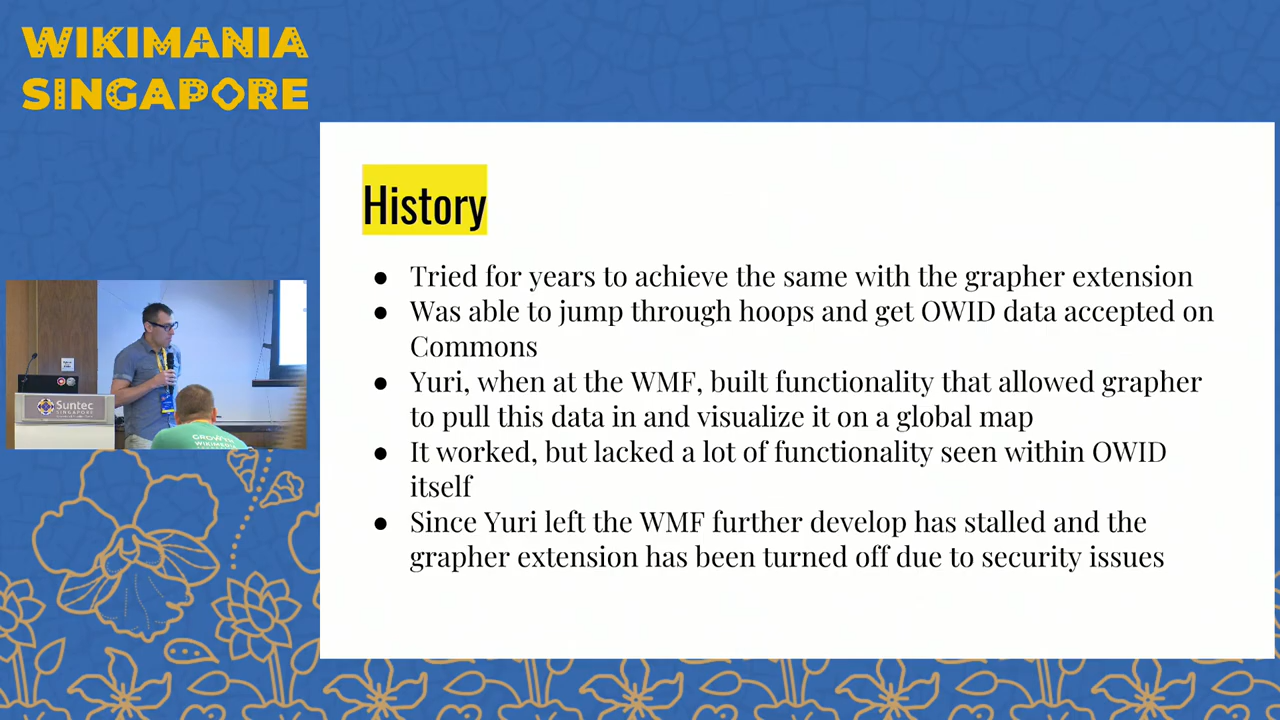 WIKIMANIA
SINGAPORE
History
● Tried for years to achieve the same with the grapher extension
● Was able to jump through hoops and get OWID data accepted on
Commons
● Yuri, when at the WMF, built functionality that allowed grapher
to pull this data in and visualize it on a global map
● It worked, but lacked a lot of functionality seen within OWID
itself
● Since Yuri left the WMF further develop has stalled and the
grapher extension has been turned off due to security issues
Suntec
SINGAPORE
GROWTH
WIKIMEDIA